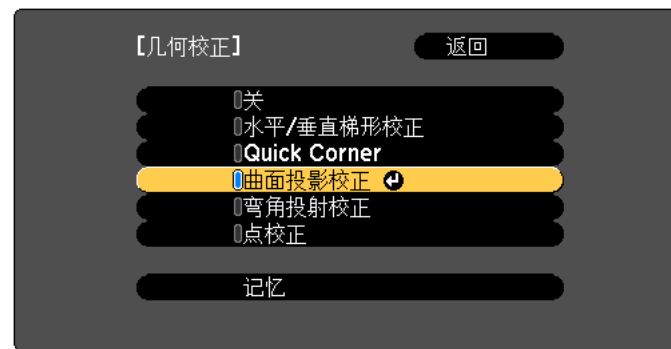 【几何校正】 返回
关
水平/垂直梯形校正
Quick Corner
曲面投影校正
弯角投射校正
点校正
记忆